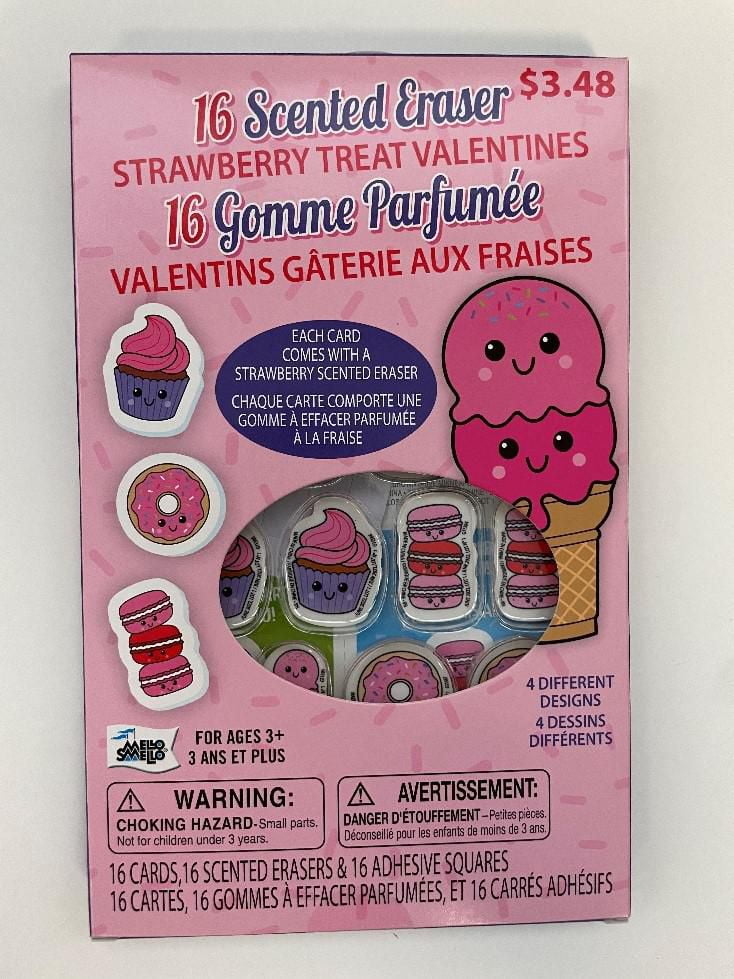 16 Scented Eraser $3.48
STRAWBERRY TREAT VALENTINES
16 Gomme Parfumée
VALENTINS GÂTERIE AUX FRAISES
EACH CARD
COMES WITH A
STRAWBERRY SCENTED ERASER
CHAQUE CARTE COMPORTE UNE
GOMME À EFFACER PARFUMÉE
À LA FRAISE
4 DIFFERENT
DESIGNS
4 DESSINS
DIFFÉRENTS
MELLO
SMELLO
FOR AGES 3+
3 ANS ET PLUS
WARNING:
CHOKING HAZARD-Small parts.
Not for children under 3 years.
AVERTISSEMENT:
DANGER D'ÉTOUFFEMENT-Petites pièces.
Déconseillé pour les enfants de moins de 3 ans.
16 CARDS,16 SCENTED ERASERS & 16 ADHESIVE SQUARES
16 CARTES, 16 GOMMES À EFFACER PARFUMÉES, ET 16 CARRÉS ADHÉSIFS